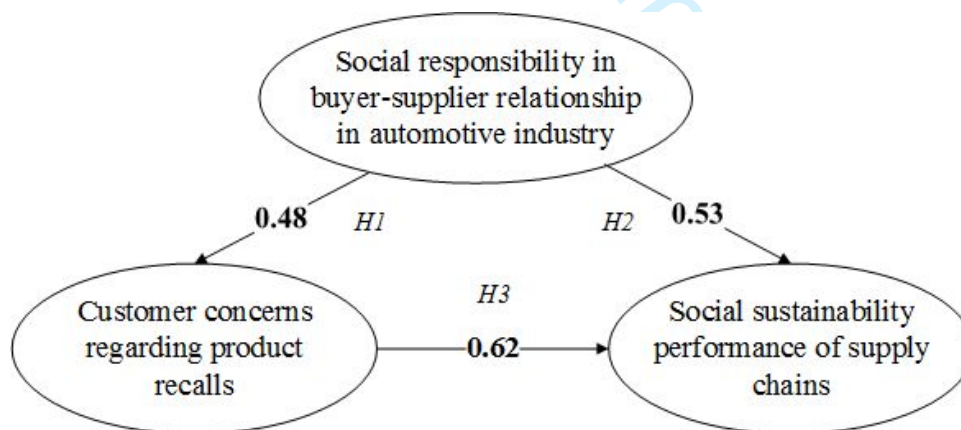 Social responsibility in
buyer-supplier relationship
in automotive industry
0.48
H1
H2
0.53
Customer concerns
regarding product
recalls
H3
0.62
Social sustainability
performance of supply
chains